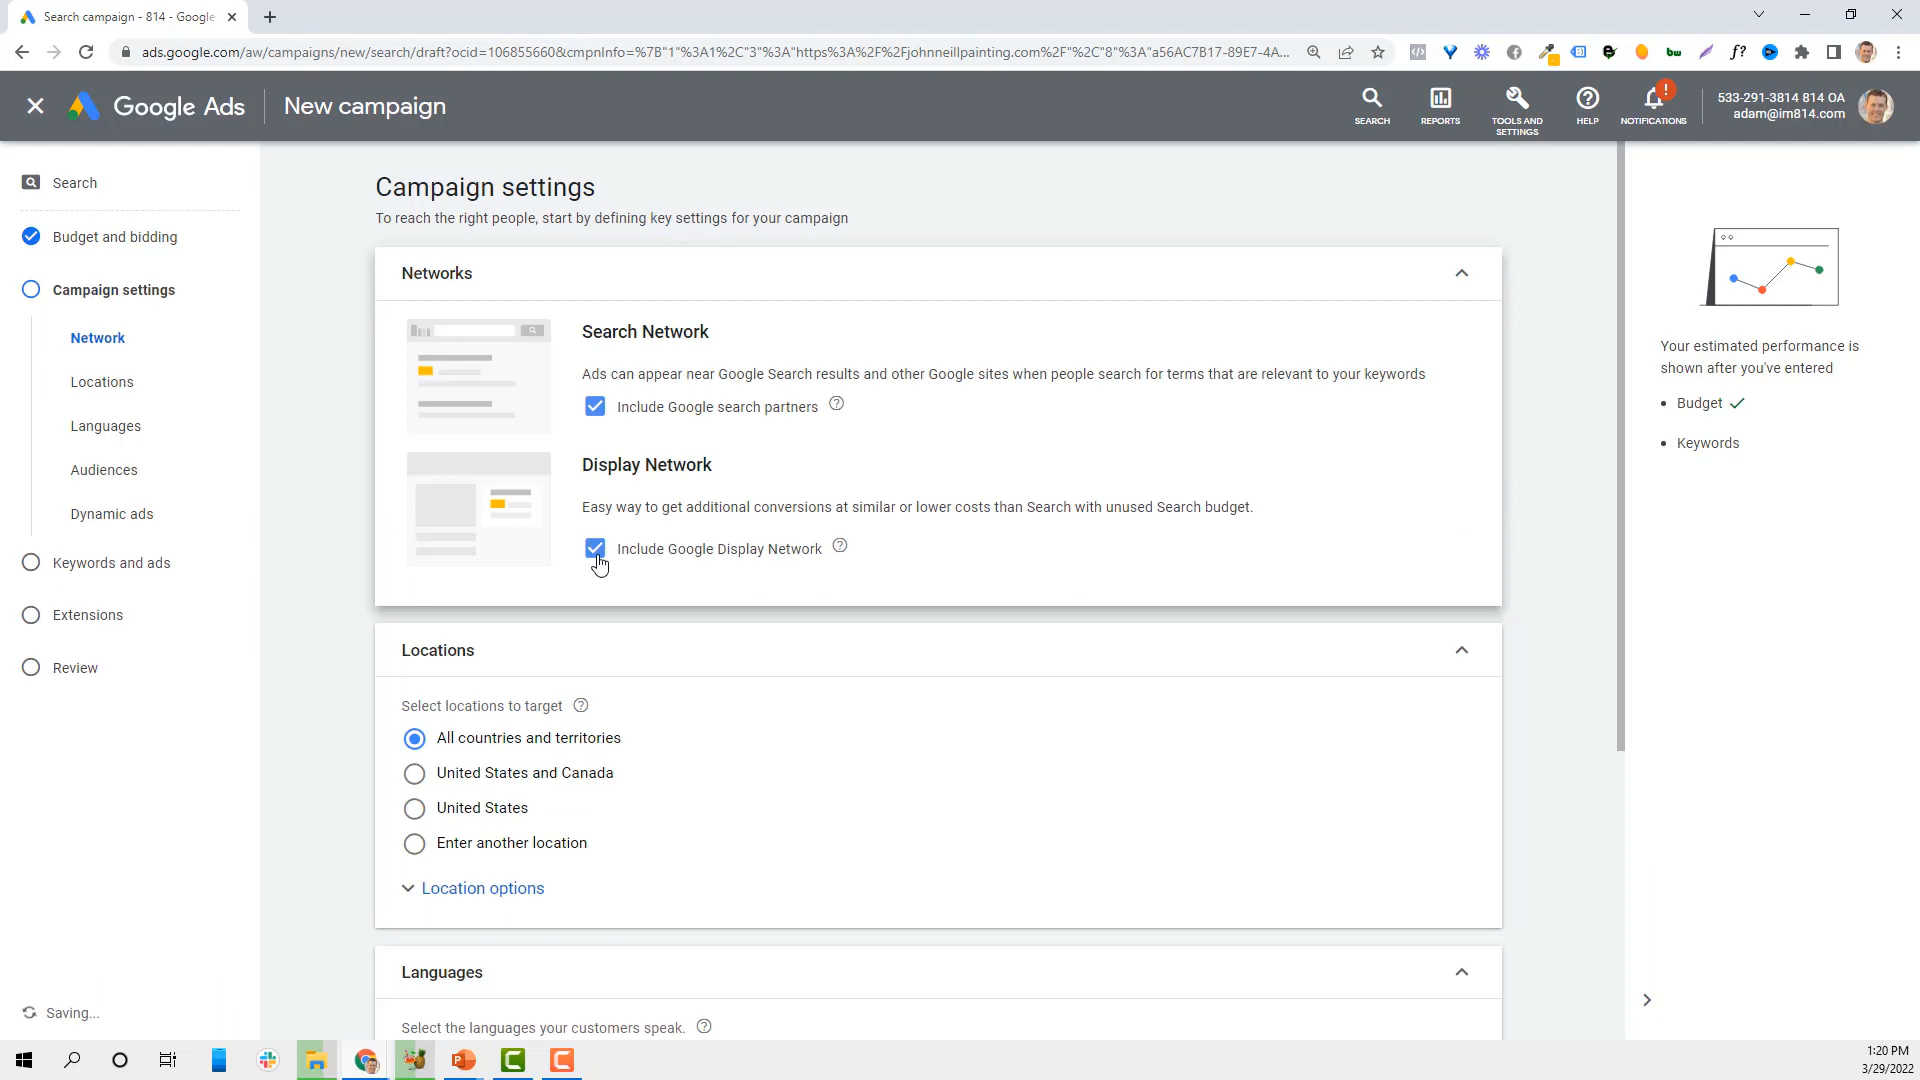 Search campaign - 814 - Google
ads.google.com/aw/campaigns/new/search/draft?ocid=106855660&cmpnInfo=%7B"1"%3A1%2C"3"%3A"https%3A%2F%2Fjohnneillpainting.com%2F"%2C"8"%3A"a56AC7B17-89E7-4A...
Google Ads
New campaign
SEARCH
REPORTS
TOOLS AND
SETTINGS
HELP
NOTIFICATIONS
533-291-3814 814 OA
adam@im814.com
Search
Budget and bidding
Campaign settings
Network
Locations
Languages
Audiences
Dynamic ads
Keywords and ads
Extensions
Review
Saving...
Campaign settings
To reach the right people, start by defining key settings for your campaign
Networks
Search Network
Ads can appear near Google Search results and other Google sites when people search for terms that are relevant to your keywords
Include Google search partners
Display Network
Easy way to get additional conversions at similar or lower costs than Search with unused Search budget.
Include Google Display Network
Locations
Select locations to target
All countries and territories
United States and Canada
United States
Enter another location
Location options
Languages
Select the languages your customers speak.
Your estimated performance is
shown after you've entered
Budget
Keywords
1:20 PM
3/29/2022